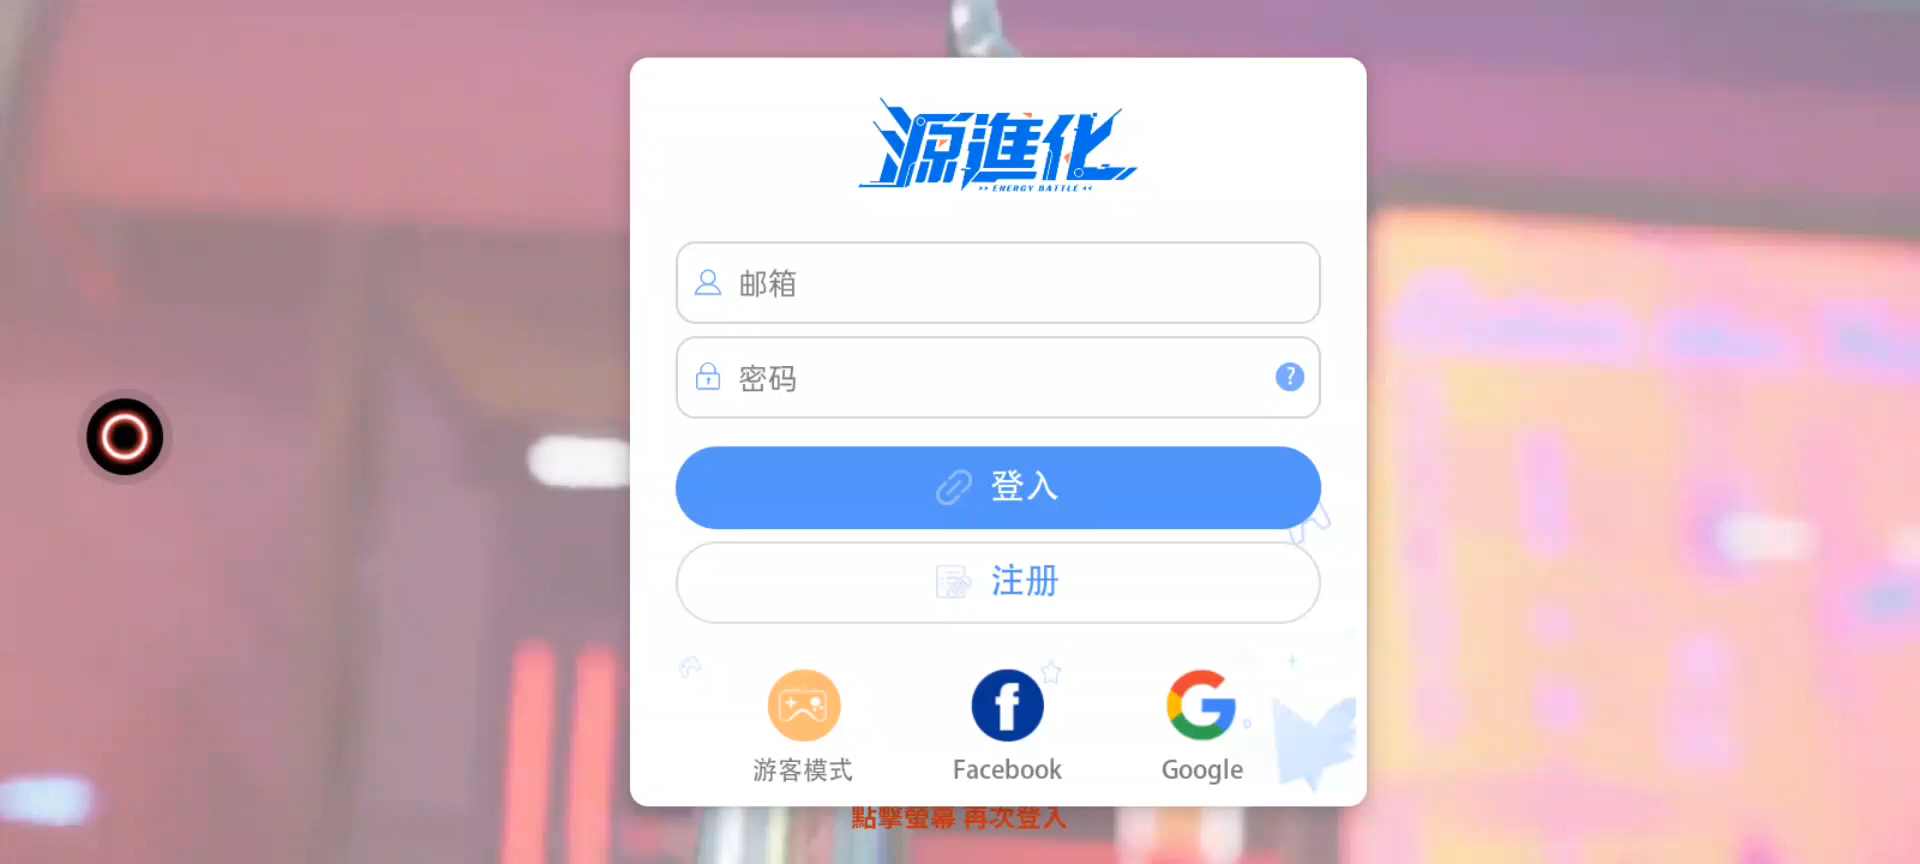 源進化
ENERGY BATTLE
邮箱
密码
?
登入
注册
游客模式
Facebook
Google
點擊螢幕 再次登入